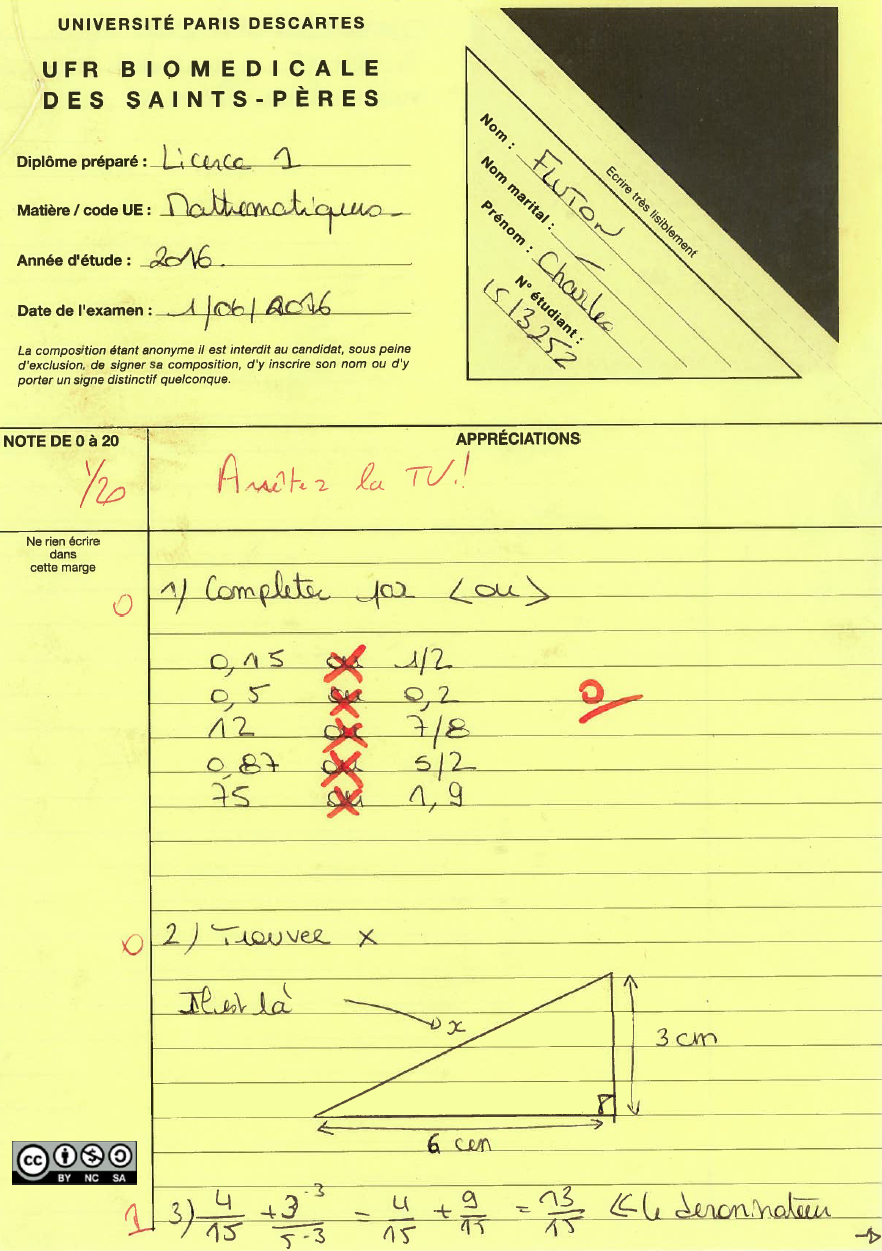 UNIVERSITÉ PARIS DESCARTES
UFR BIOMEDICALE
DES SAINTS-PÈRES
Diplôme préparé : Licence 1
Matière / code UE : Mathematiques
Année d'étude : 2016.
Date de l'examen : 1/06/2016
La composition étant anonyme il est interdit au candidat, sous peine
d'exclusion, de signer sa composition, d'y inscrire son nom ou d'y
porter un signe distinctif quelconque.
Nom : FLUTON
Nom marital : —
Prénom : Charles
N° étudiant :
1513252
Ecrire très lisiblement
NOTE DE 0 à 20
1/20
APPRÉCIATIONS
Arrêtez la TV.!
Ne rien écrire
dans
cette marge
0
1) Completer par < ou >
0,15 ou 1/2
0,5 ou 0,2
0
12 ou 7/8
0,87 ou 5/2
75 ou 1,9
0
2) Trouver x
Il est là
x
3 cm
6 cm
CC BY NC SA
1
3) 4/15 + 3·3/5·3 = 4/15 + 9/15 = 13/15 <= le denominateur